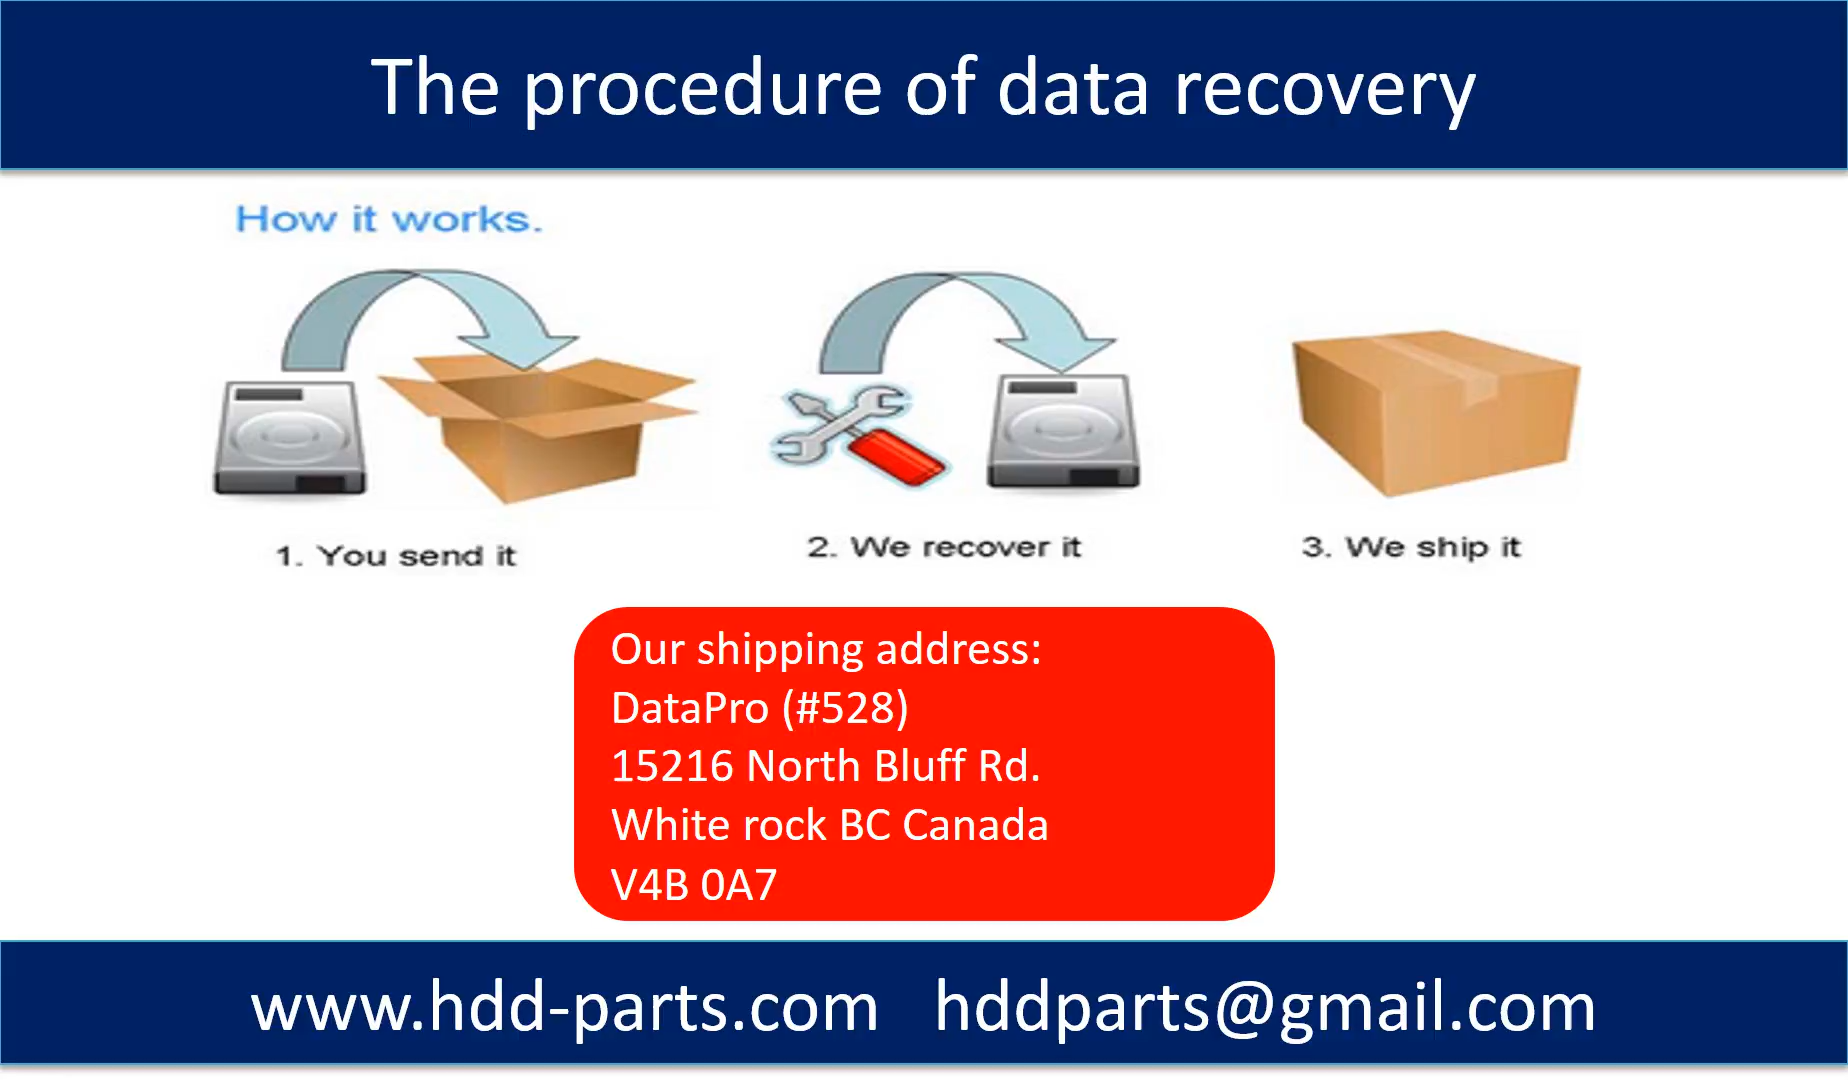 The procedure of data recovery
How it works.
1. You send it
2. We recover it
3. We ship it
Our shipping address:
DataPro (#528)
15216 North Bluff Rd.
White rock BC Canada
V4B 0A7
www.hdd-parts.com hddparts@gmail.com